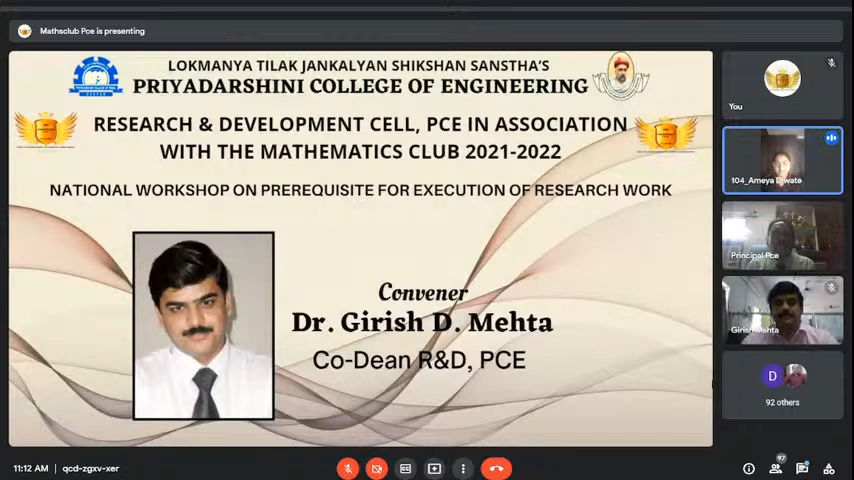 Mathsclub Pce is presenting
LOKMANYA TILAK JANKALYAN SHIKSHAN SANSTHA'S
PRIYADARSHINI COLLEGE OF ENGINEERING
RESEARCH & DEVELOPMENT CELL, PCE IN ASSOCIATION
WITH THE MATHEMATICS CLUB 2021-2022
NATIONAL WORKSHOP ON PREREQUISITE FOR EXECUTION OF RESEARCH WORK
Convener
Dr. Girish D. Mehta
Co-Dean R&D, PCE
You
104_Ameya Diwate
Principal Pce
Girish Mehta
D
92 others
11:12 AM | qcd-zgxv-xer
97